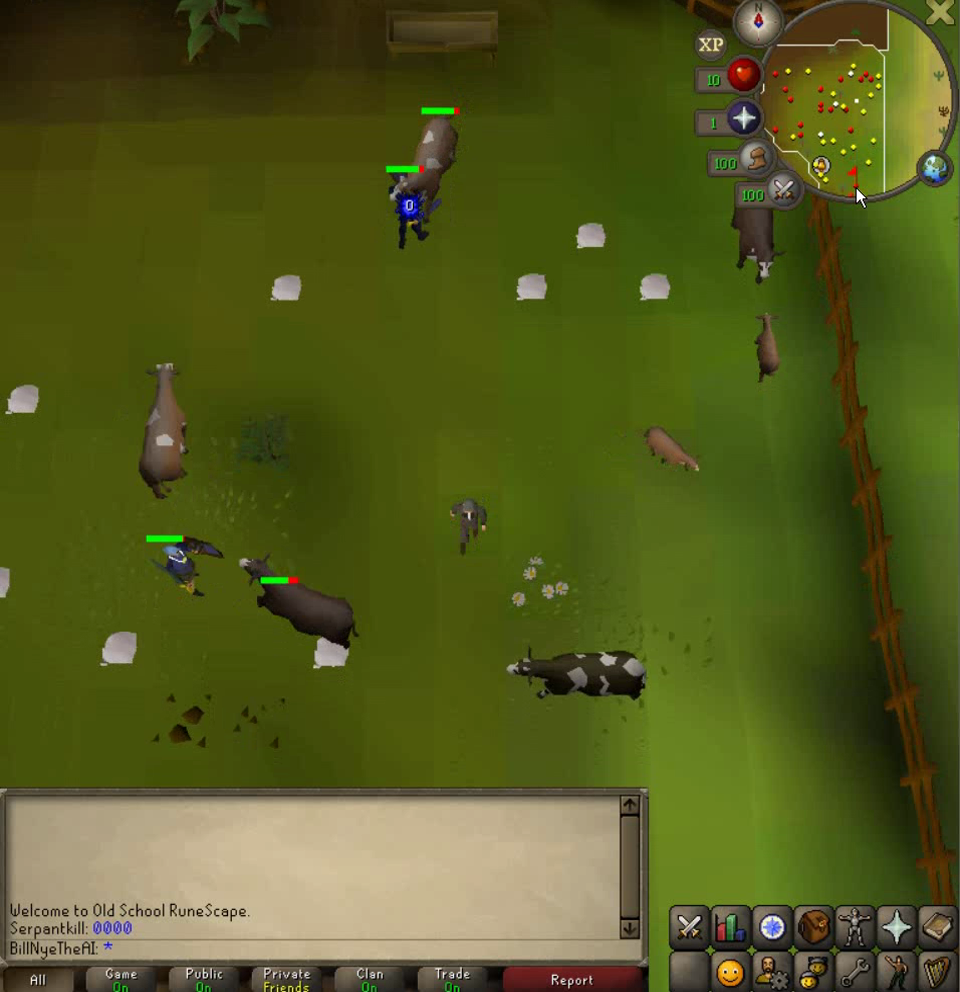 N
XP
10
1
100
100
0
Welcome to Old School RuneScape.
Serpantkill: 0000
BillNyeTheAI: *
All
Game
On
Public
On
Private
Friends
Clan
On
Trade
On
Report